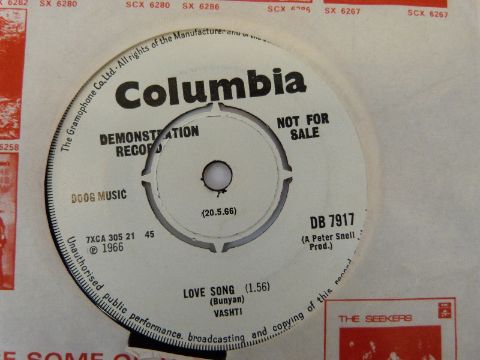 SCX 6262 SX 6280
SCX 6280 SX 6286
SCX 6286 SX 6267
SCX 6267
6258
The Gramophone Co. Ltd. All rights of the Manufacturer and of the
Columbia
DEMONSTRATION
RECORD
NOT FOR
SALE
DOOG MUSIC
(20.5.66)
7XCA 305 21 45
℗ 1966
DB 7917
(A Peter Snell
Prod.)
LOVE SONG (1.56)
(Bunyan)
VASHTI
Unauthorised public performance, broadcasting and copying of this
THE SEEKERS